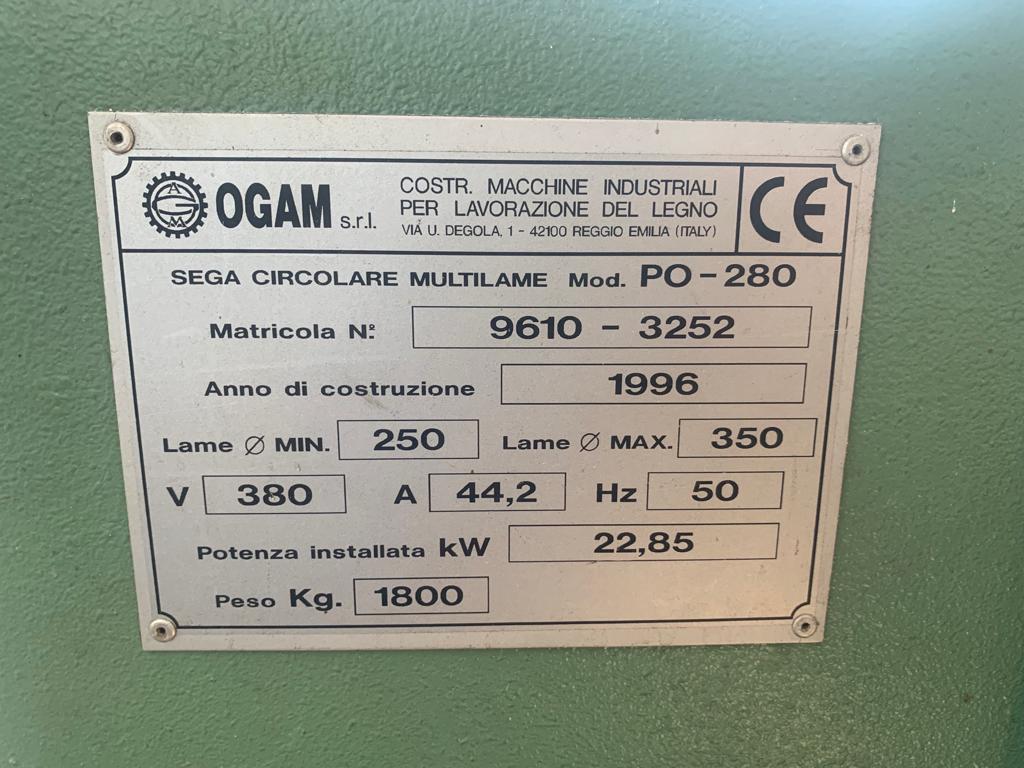 OGAM s.r.l.
COSTR. MACCHINE INDUSTRIALI
PER LAVORAZIONE DEL LEGNO
VIÁ U. DEGOLA, 1 - 42100 REGGIO EMILIA (ITALY)
CE
SEGA CIRCOLARE MULTILAME Mod. PO-280
Matricola Nº: 9610 - 3252
Anno di costruzione 1996
Lame Ø MIN. 250 Lame Ø MAX. 350
V 380 A 44,2 Hz 50
Potenza installata kW 22,85
Peso Kg. 1800